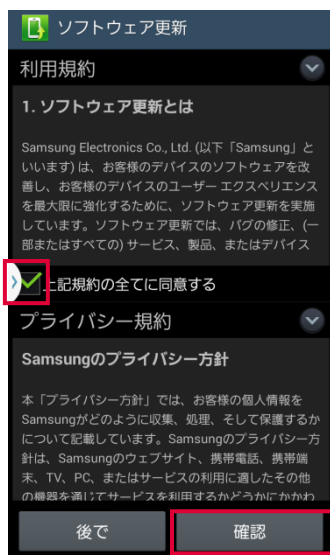 ソフトウェア更新
利用規約
1. ソフトウェア更新とは
Samsung Electronics Co., Ltd. (以下「Samsung」と
いいます) は、お客様のデバイスのソフトウェアを改
善し、お客様のデバイスのユーザー エクスペリエンス
を最大限に強化するために、ソフトウェア更新を実施
しています。ソフトウェア更新では、バグの修正、(一
部またはすべての) サービス、製品、またはデバイス
上記規約の全てに同意する
プライバシー規約
Samsungのプライバシー方針
本「プライバシー方針」では、お客様の個人情報を
Samsungがどのように収集、処理、そして保護するか
について記載しています。Samsungのプライバシー方
針は、Samsungのウェブサイト、携帯電話、携帯端
末、TV、PC、またはサービスの利用に適したその他
の機器を通じてサービスを利用するかどうかにかかわ
後で
確認